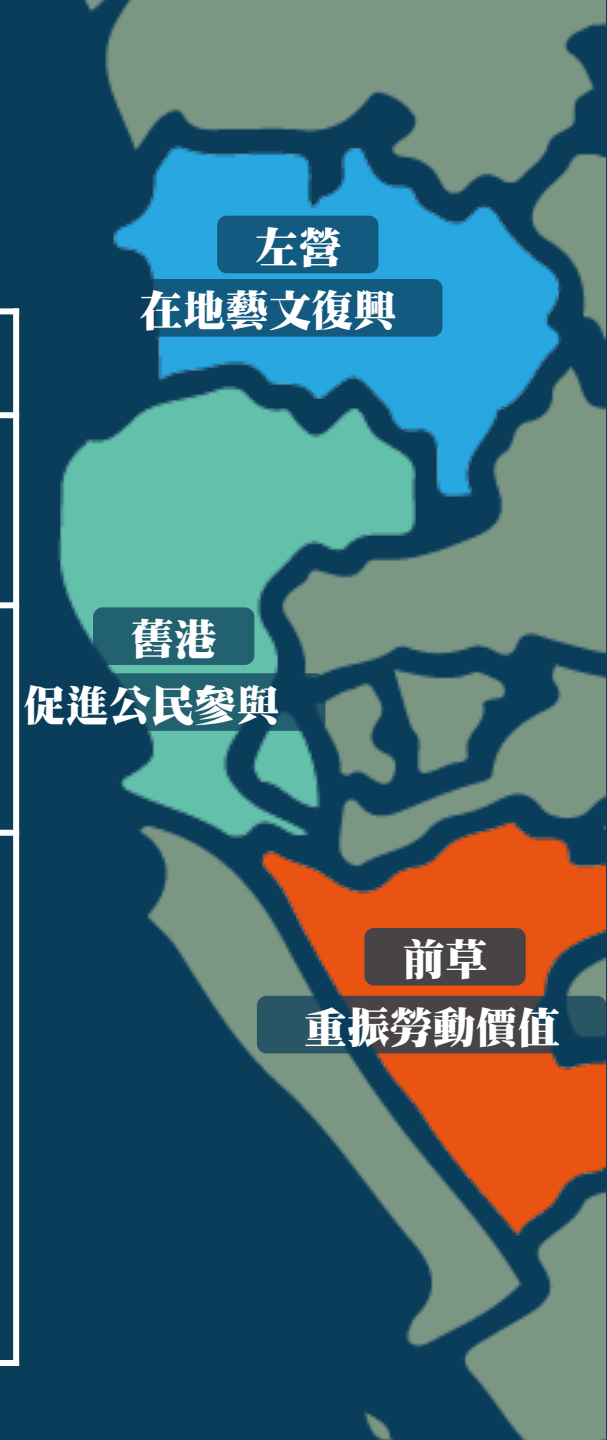 左營
在地藝文復興
舊港
促進公民參與
前草
重振勞動價值